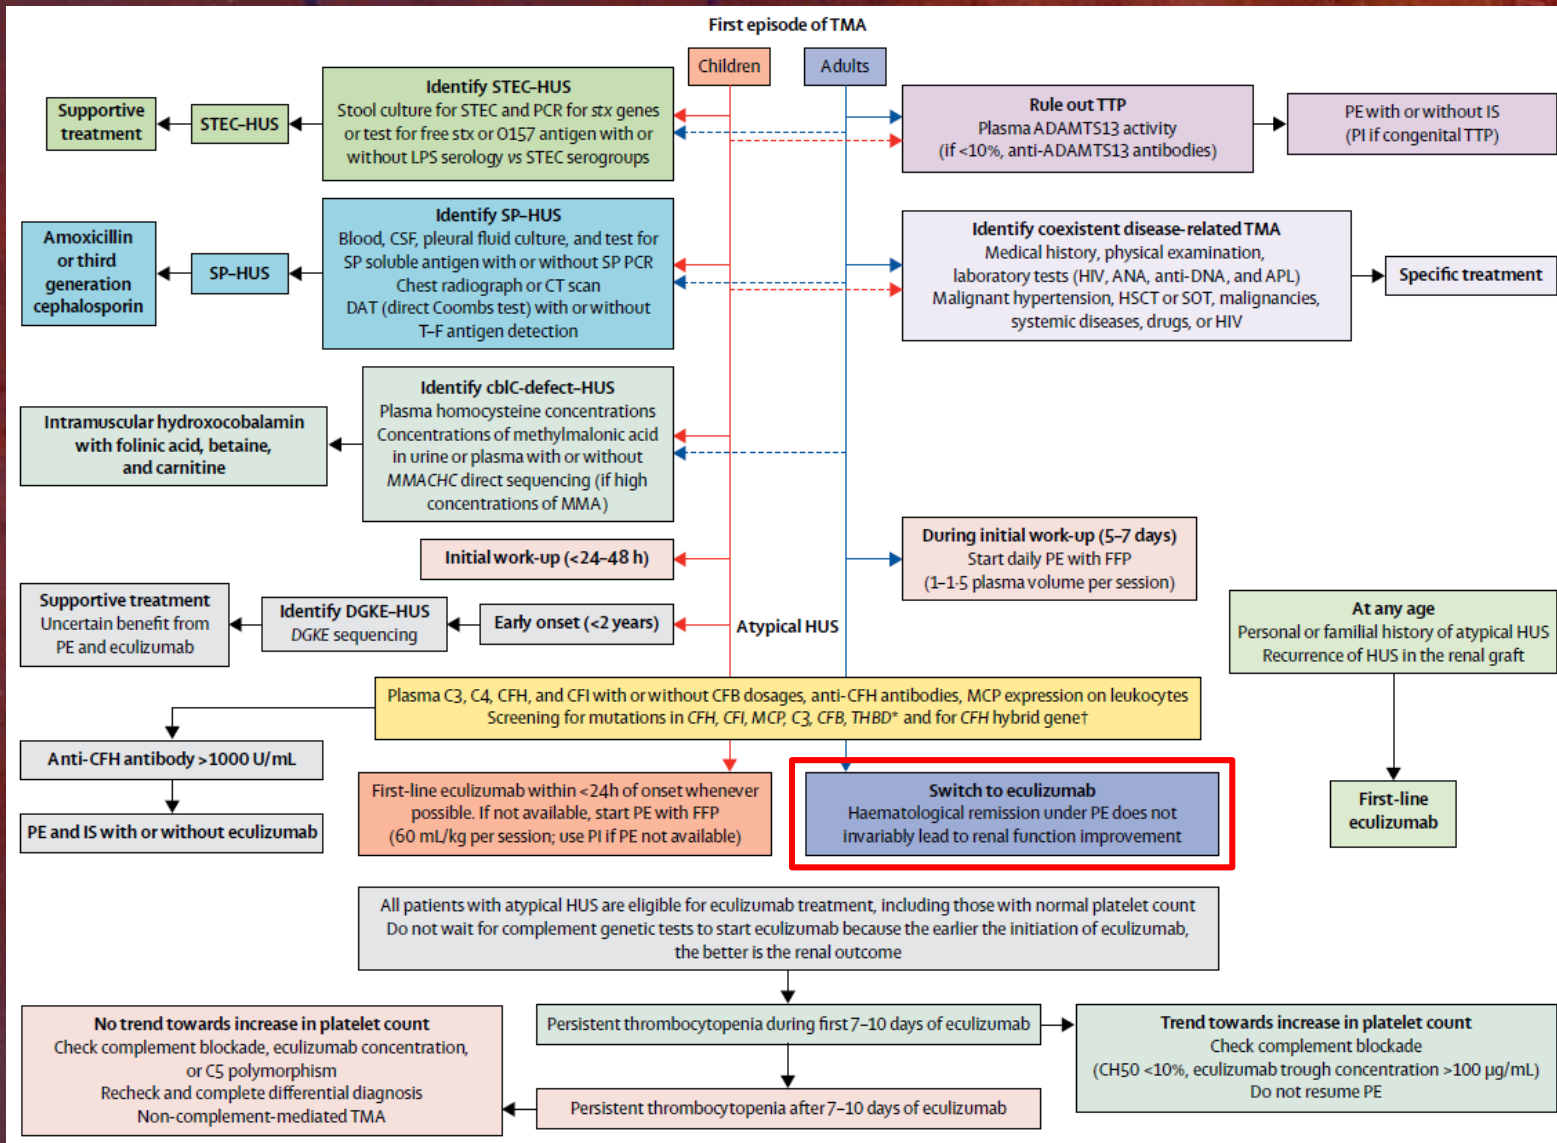 First episode of TMA
Children
Adults
Identify STEC–HUS
Stool culture for STEC and PCR for stx genes
or test for free stx or O157 antigen with or
without LPS serology vs STEC serogroups
STEC–HUS
Supportive
treatment
Rule out TTP
Plasma ADAMTS13 activity
(if <10%, anti-ADAMTS13 antibodies)
PE with or without IS
(PI if congenital TTP)
Identify SP–HUS
Blood, CSF, pleural fluid culture, and test for
SP soluble antigen with or without SP PCR
Chest radiograph or CT scan
DAT (direct Coombs test) with or without
T–F antigen detection
SP–HUS
Amoxicillin
or third
generation
cephalosporin
Identify coexistent disease-related TMA
Medical history, physical examination,
laboratory tests (HIV, ANA, anti-DNA, and APL)
Malignant hypertension, HSCT or SOT, malignancies,
systemic diseases, drugs, or HIV
Specific treatment
Identify cblC-defect–HUS
Plasma homocysteine concentrations
Concentrations of methylmalonic acid
in urine or plasma with or without
MMACHC direct sequencing (if high
concentrations of MMA)
Intramuscular hydroxocobalamin
with folinic acid, betaine,
and carnitine
Initial work-up (<24–48 h)
During initial work-up (5–7 days)
Start daily PE with FFP
(1–1·5 plasma volume per session)
Early onset (<2 years)
Identify DGKE–HUS
DGKE sequencing
Supportive treatment
Uncertain benefit from
PE and eculizumab
Atypical HUS
At any age
Personal or familial history of atypical HUS
Recurrence of HUS in the renal graft
Plasma C3, C4, CFH, and CFI with or without CFB dosages, anti-CFH antibodies, MCP expression on leukocytes
Screening for mutations in CFH, CFI, MCP, C3, CFB, THBD* and for CFH hybrid gene†
Anti-CFH antibody >1000 U/mL
PE and IS with or without eculizumab
First-line eculizumab within <24h of onset whenever
possible. If not available, start PE with FFP
(60 mL/kg per session; use PI if PE not available)
Switch to eculizumab
Haematological remission under PE does not
invariably lead to renal function improvement
First-line
eculizumab
All patients with atypical HUS are eligible for eculizumab treatment, including those with normal platelet count
Do not wait for complement genetic tests to start eculizumab because the earlier the initiation of eculizumab,
the better is the renal outcome
Persistent thrombocytopenia during first 7–10 days of eculizumab
Trend towards increase in platelet count
Check complement blockade
(CH50 <10%, eculizumab trough concentration >100 µg/mL)
Do not resume PE
Persistent thrombocytopenia after 7–10 days of eculizumab
No trend towards increase in platelet count
Check complement blockade, eculizumab concentration,
or C5 polymorphism
Recheck and complete differential diagnosis
Non-complement-mediated TMA